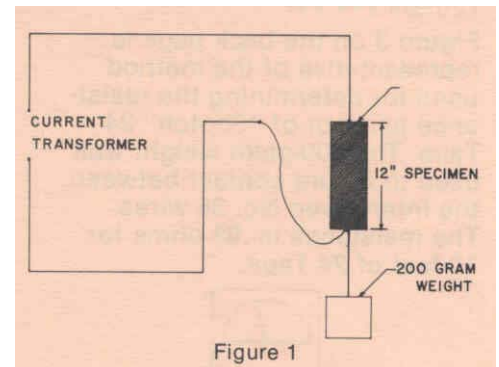 CURRENT
TRANSFORMER
12" SPECIMEN
200 GRAM
WEIGHT
Figure 1